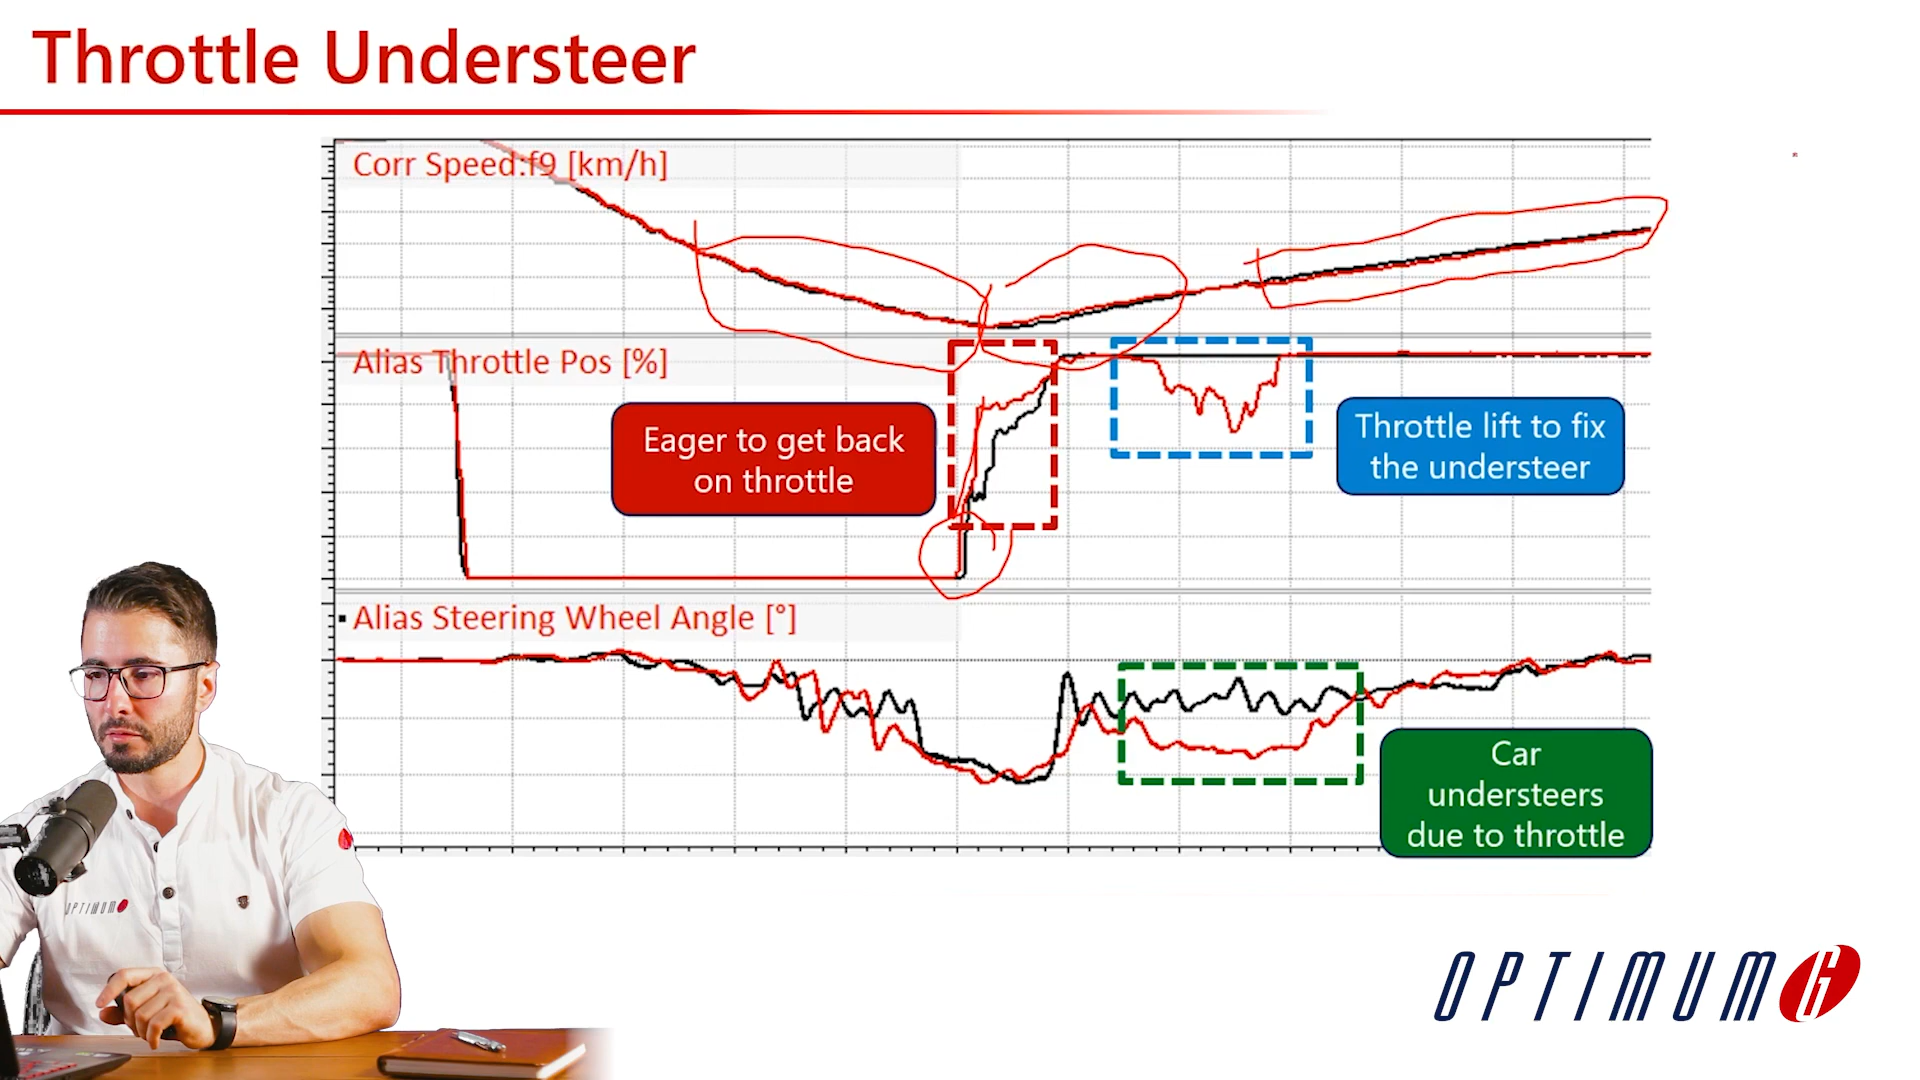 Throttle Understeer
Corr Speed.f9 [km/h]
Alias Throttle Pos [%]
Eager to get back
on throttle
Throttle lift to fix
the understeer
Alias Steering Wheel Angle [°]
Car
understeers
due to throttle
OPTIMUM
OPTIMUM G